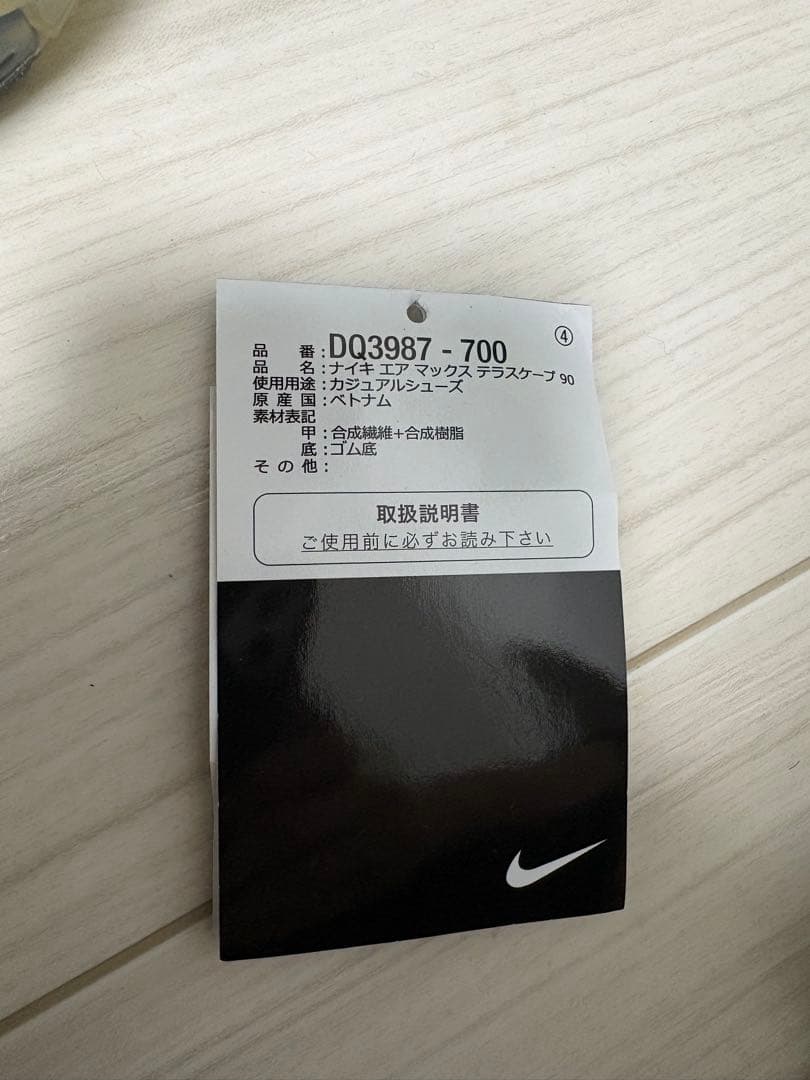 ④
品番:DQ3987 - 700
品名:ナイキ エア マックス テラスケープ 90
使用用途:カジュアルシューズ
原産国:ベトナム
素材表記
甲:合成繊維+合成樹脂
底:ゴム底
その他:
取扱説明書
ご使用前に必ずお読み下さい